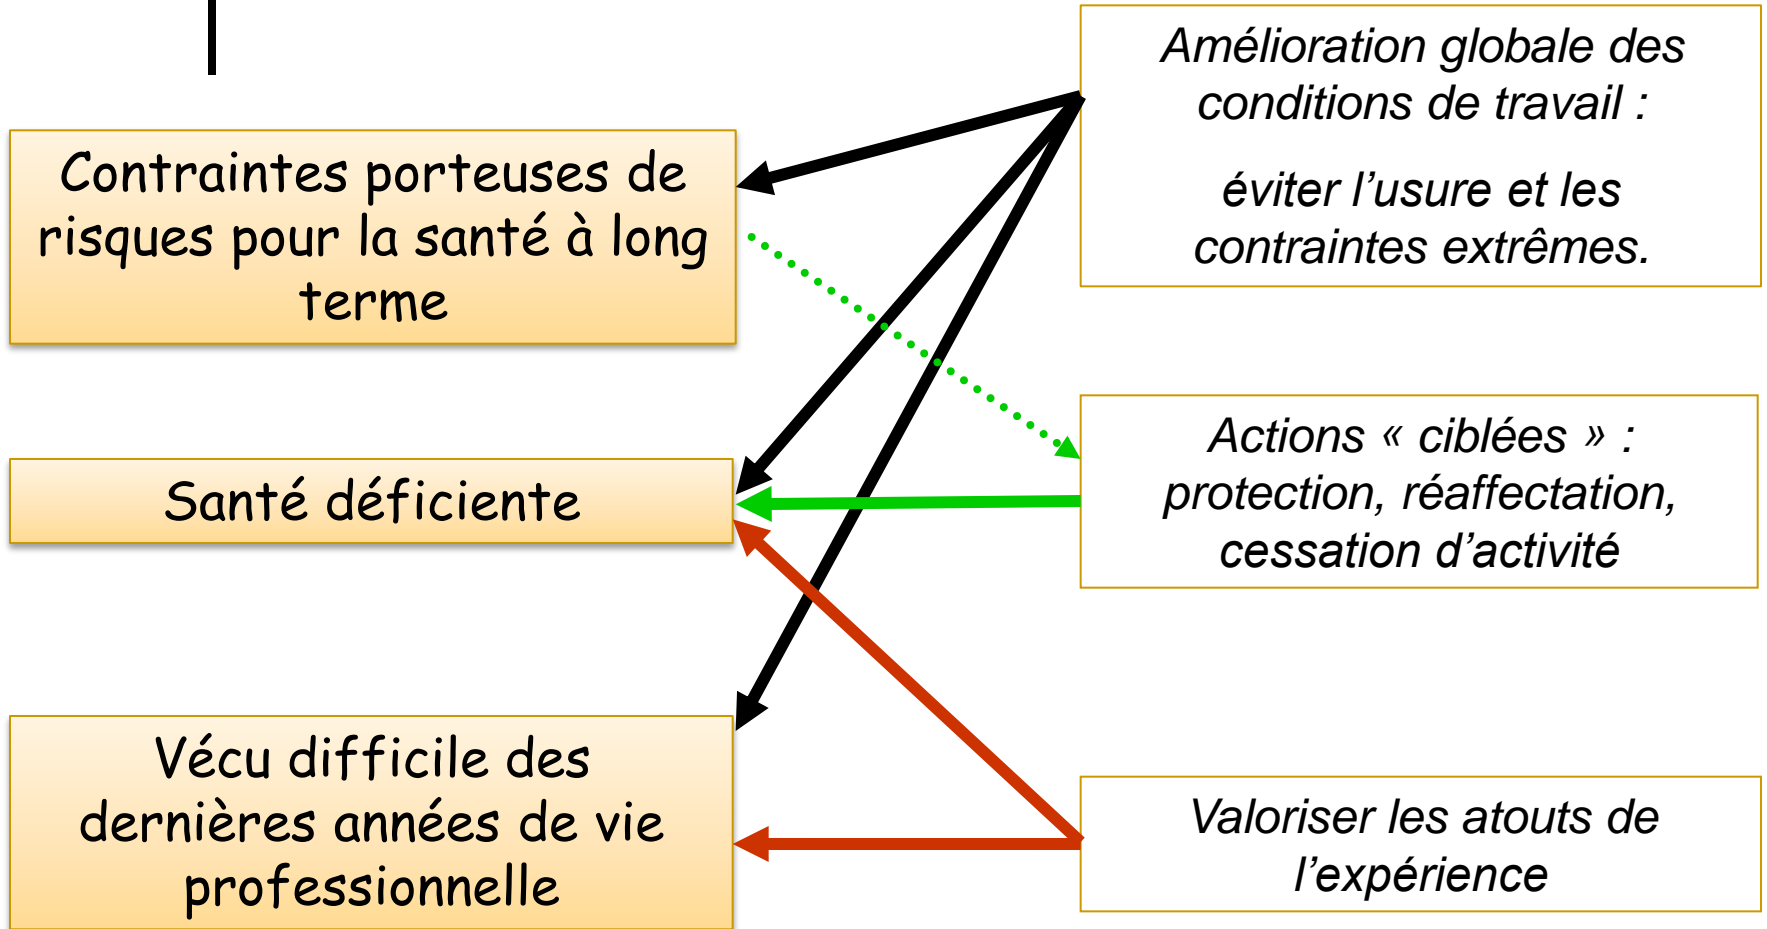 Contraintes porteuses de
risques pour la santé à long
terme
Santé déficiente
Vécu difficile des
dernières années de vie
professionnelle
Amélioration globale des
conditions de travail :
éviter l’usure et les
contraintes extrêmes.
Actions « ciblées » :
protection, réaffectation,
cessation d’activité
Valoriser les atouts de
l’expérience